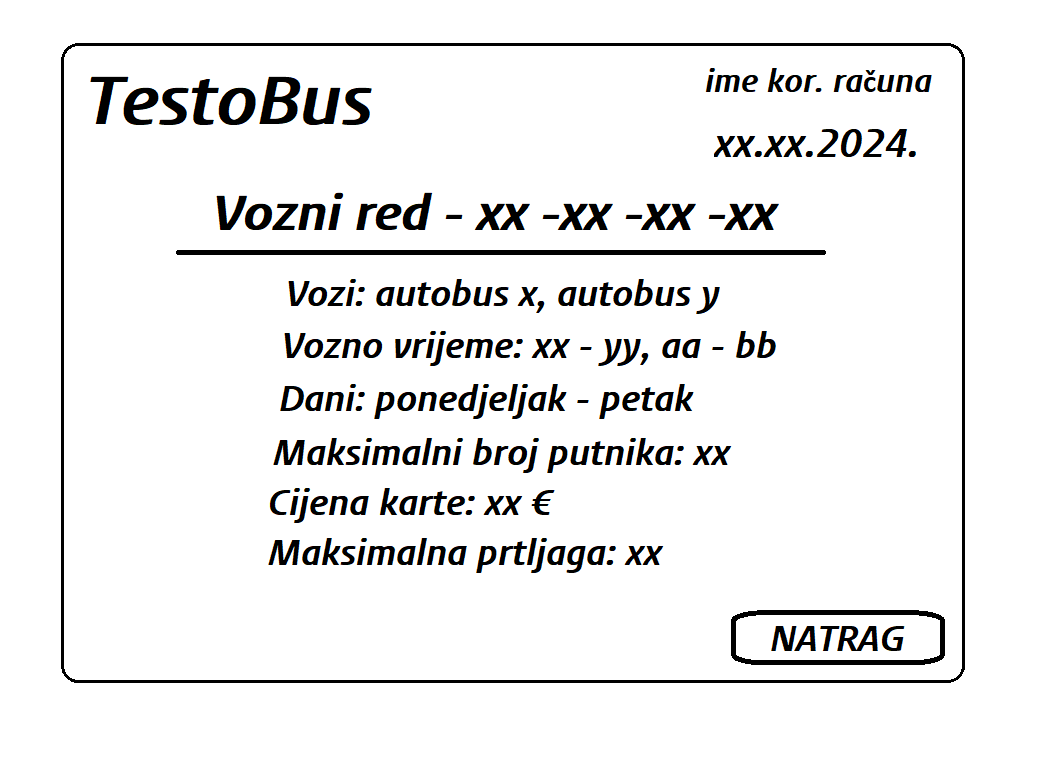 TestoBus
ime kor. računa
xx.xx.2024.
Vozni red - xx -xx -xx -xx
Vozi: autobus x, autobus y
Vozno vrijeme: xx - yy, aa - bb
Dani: ponedjeljak - petak
Maksimalni broj putnika: xx
Cijena karte: xx €
Maksimalna prtljaga: xx
NATRAG